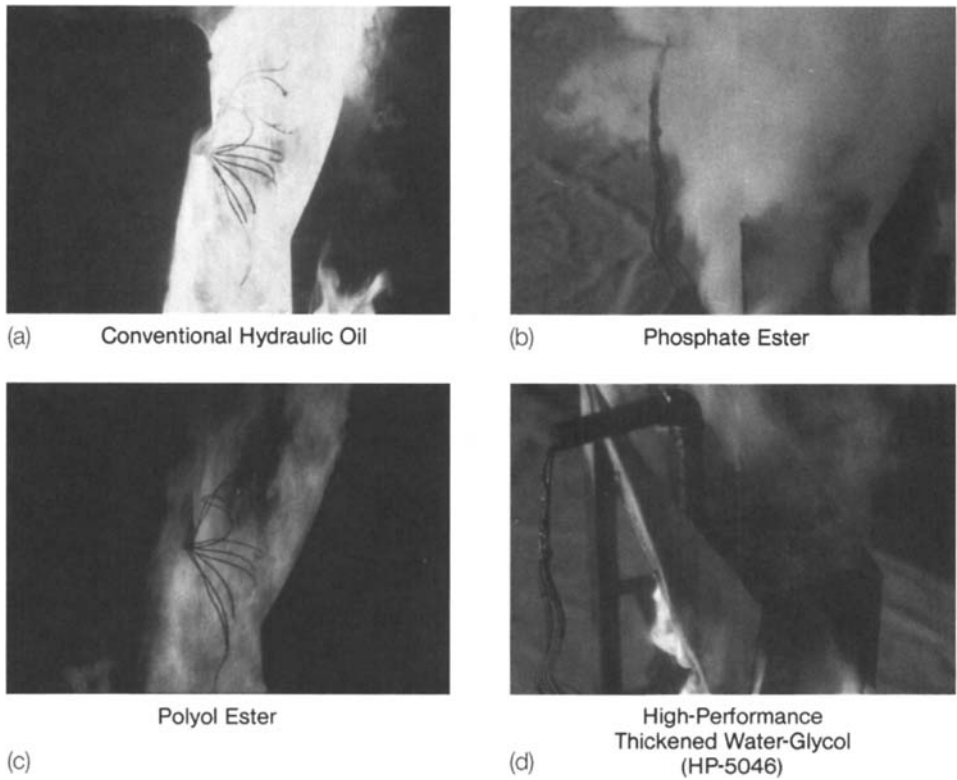 (a) Conventional Hydraulic Oil
(b) Phosphate Ester
(c) Polyol Ester
(d) High-Performance
Thickened Water-Glycol
(HP-5046)